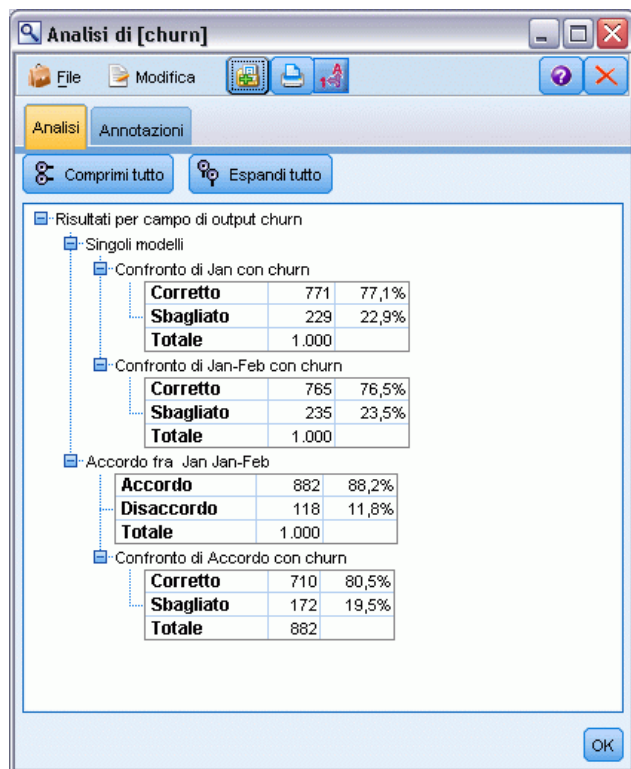 Analisi di [churn]
File Modifica
Analisi Annotazioni
Comprimi tutto Espandi tutto
Risultati per campo di output churn
Singoli modelli
Confronto di Jan con churn
Corretto 771 77,1%
Sbagliato 229 22,9%
Totale 1.000
Confronto di Jan-Feb con churn
Corretto 765 76,5%
Sbagliato 235 23,5%
Totale 1.000
Accordo fra Jan Jan-Feb
Accordo 882 88,2%
Disaccordo 118 11,8%
Totale 1.000
Confronto di Accordo con churn
Corretto 710 80,5%
Sbagliato 172 19,5%
Totale 882
OK